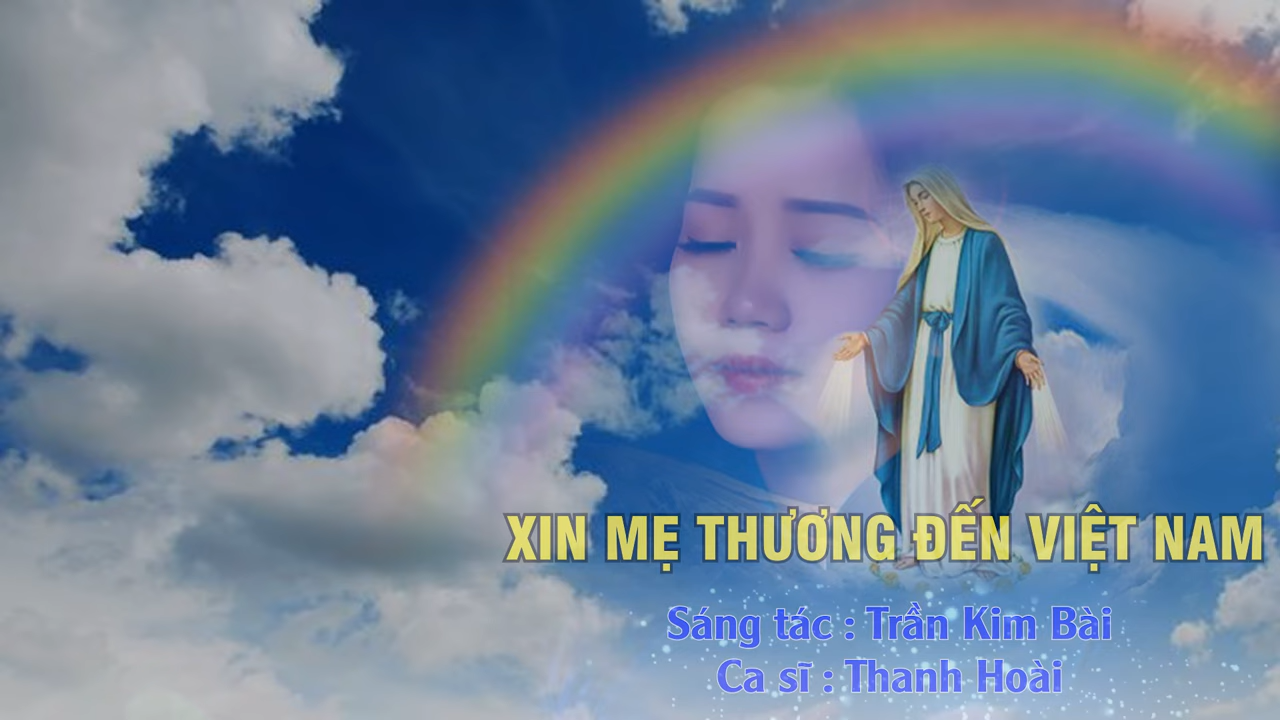 XIN MẸ THƯƠNG ĐẾN VIỆT NAM
Sáng tác : Trần Kim Bài
Ca sĩ : Thanh Hoài